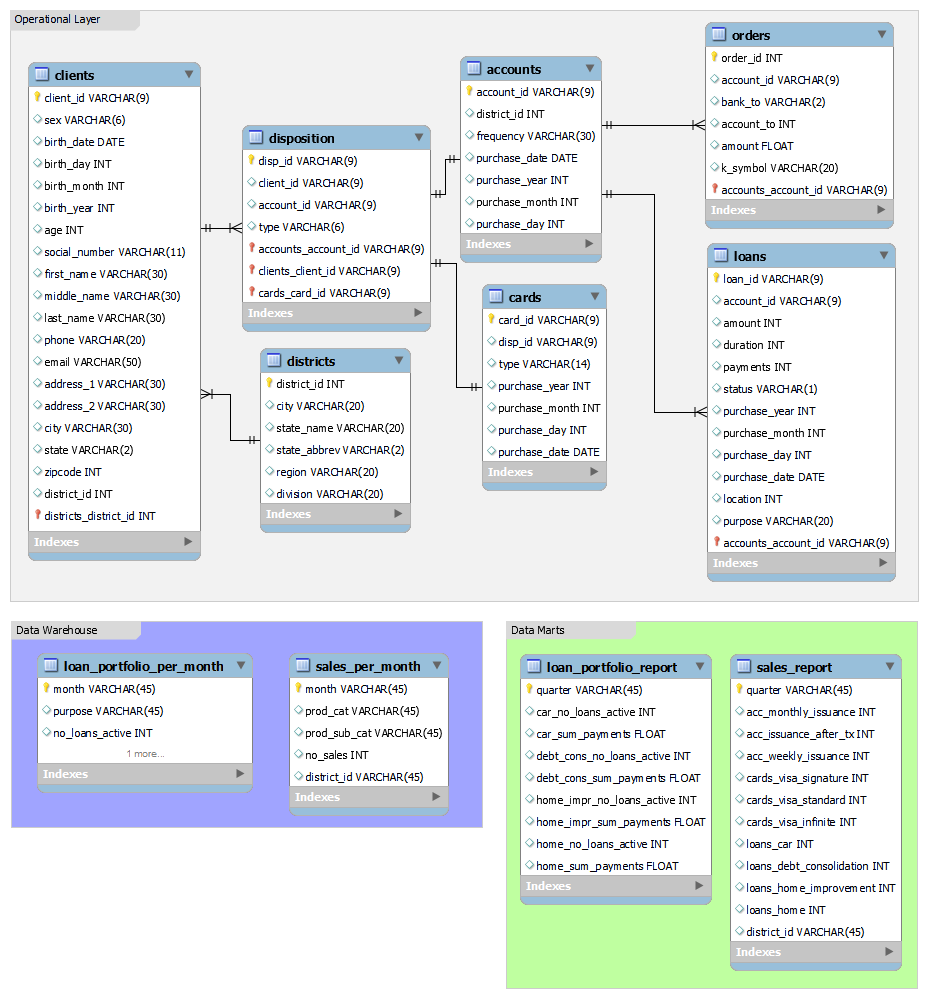 Operational Layer
clients
client_id VARCHAR(9)
sex VARCHAR(6)
birth_date DATE
birth_day INT
birth_month INT
birth_year INT
age INT
social_number VARCHAR(11)
first_name VARCHAR(30)
middle_name VARCHAR(30)
last_name VARCHAR(30)
phone VARCHAR(20)
email VARCHAR(50)
address_1 VARCHAR(30)
address_2 VARCHAR(30)
city VARCHAR(30)
state VARCHAR(2)
zipcode INT
district_id INT
districts_district_id INT
Indexes
disposition
disp_id VARCHAR(9)
client_id VARCHAR(9)
account_id VARCHAR(9)
type VARCHAR(6)
accounts_account_id VARCHAR(9)
clients_client_id VARCHAR(9)
cards_card_id VARCHAR(9)
Indexes
districts
district_id INT
city VARCHAR(20)
state_name VARCHAR(20)
state_abbrev VARCHAR(2)
region VARCHAR(20)
division VARCHAR(20)
Indexes
accounts
account_id VARCHAR(9)
district_id INT
frequency VARCHAR(30)
purchase_date DATE
purchase_year INT
purchase_month INT
purchase_day INT
Indexes
cards
card_id VARCHAR(9)
disp_id VARCHAR(9)
type VARCHAR(14)
purchase_year INT
purchase_month INT
purchase_day INT
purchase_date DATE
Indexes
orders
order_id INT
account_id VARCHAR(9)
bank_to VARCHAR(2)
account_to INT
amount FLOAT
k_symbol VARCHAR(20)
accounts_account_id VARCHAR(9)
Indexes
loans
loan_id VARCHAR(9)
account_id VARCHAR(9)
amount INT
duration INT
payments INT
status VARCHAR(1)
purchase_year INT
purchase_month INT
purchase_day INT
purchase_date DATE
location INT
purpose VARCHAR(20)
accounts_account_id VARCHAR(9)
Indexes
Data Warehouse
loan_portfolio_per_month
month VARCHAR(45)
purpose VARCHAR(45)
no_loans_active INT
1 more...
Indexes
sales_per_month
month VARCHAR(45)
prod_cat VARCHAR(45)
prod_sub_cat VARCHAR(45)
no_sales INT
district_id VARCHAR(45)
Indexes
Data Marts
loan_portfolio_report
quarter VARCHAR(45)
car_no_loans_active INT
car_sum_payments FLOAT
debt_cons_no_loans_active INT
debt_cons_sum_payments FLOAT
home_impr_no_loans_active INT
home_impr_sum_payments FLOAT
home_no_loans_active INT
home_sum_payments FLOAT
Indexes
sales_report
quarter VARCHAR(45)
acc_monthly_issuance INT
acc_issuance_after_tx INT
acc_weekly_issuance INT
cards_visa_signature INT
cards_visa_standard INT
cards_visa_infinite INT
loans_car INT
loans_debt_consolidation INT
loans_home_improvement INT
loans_home INT
district_id VARCHAR(45)
Indexes